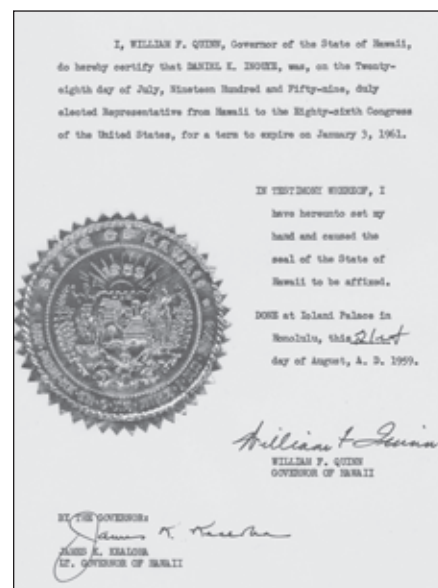 I, WILLIAM F. QUINN, Governor of the State of Hawaii,
do hereby certify that DANIEL K. INOUYE, was, on the Twenty-
eighth day of July, Nineteen Hundred and Fifty-nine, duly
elected Representative from Hawaii to the Eighty-sixth Congress
of the United States, for a term to expire on January 3, 1961.
IN TESTIMONY WHEREOF, I
have hereunto set my
hand and caused the
seal of the State of
Hawaii to be affixed.
DONE at Iolani Palace in
Honolulu, this 21st
day of August, A. D. 1959.
STATE OF HAWAII
1959
William F Quinn
WILLIAM F. QUINN
GOVERNOR OF HAWAII
BY THE GOVERNOR:
James K. Kealoha
JAMES K. KEALOHA
LT. GOVERNOR OF HAWAII